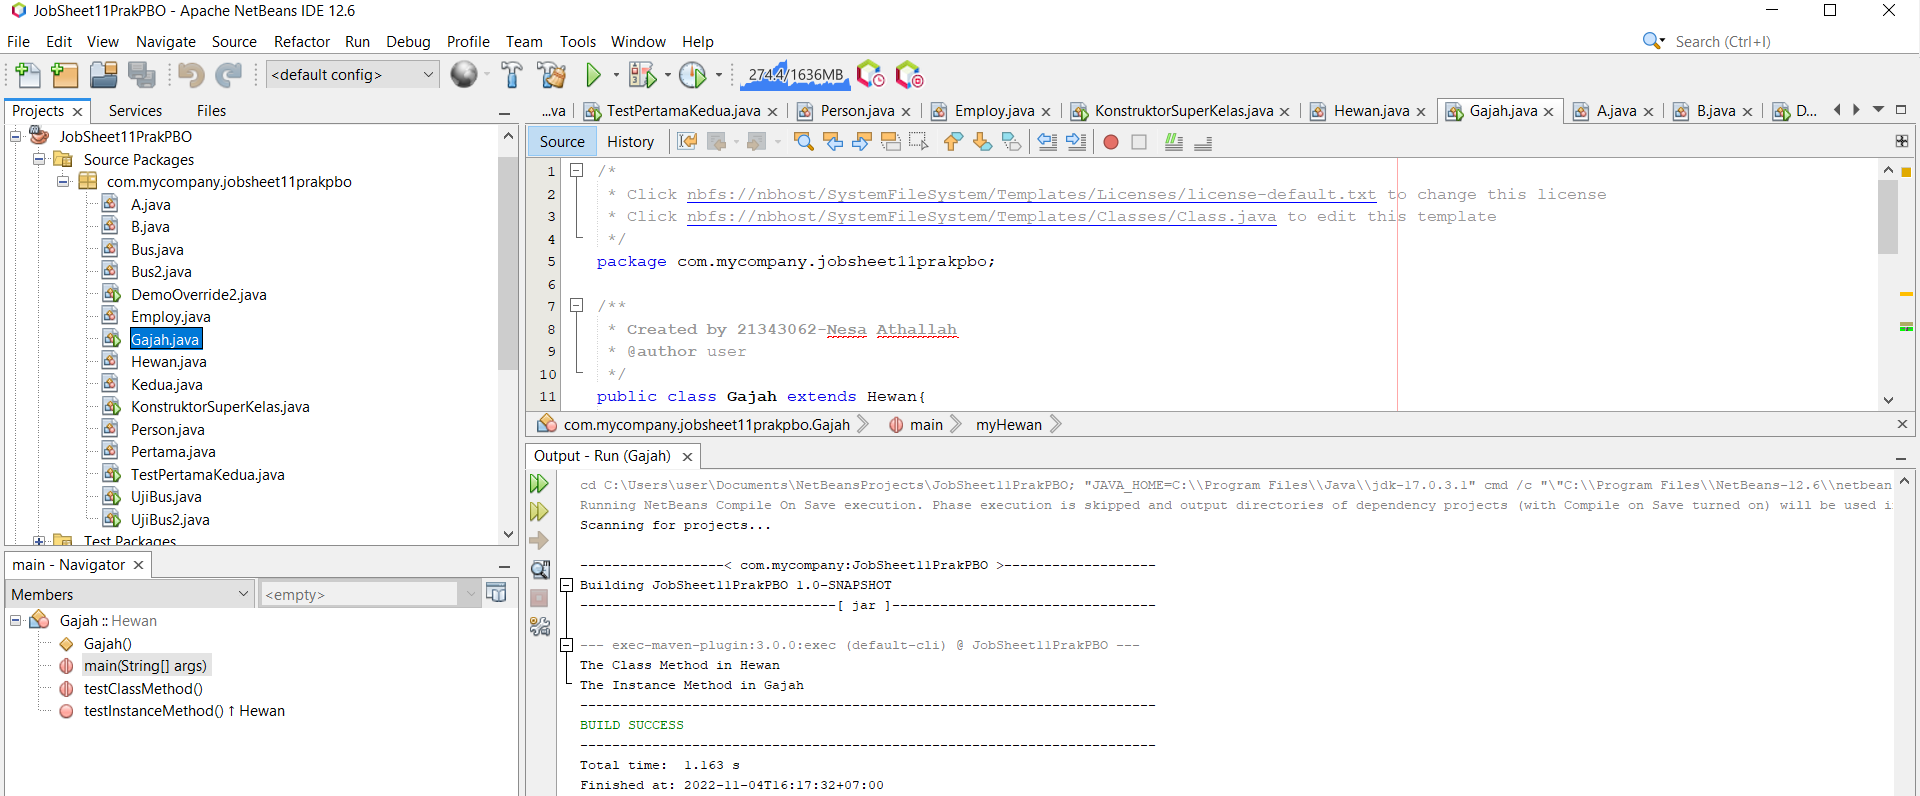 JobSheet11PrakPBO - Apache NetBeans IDE 12.6
File Edit View Navigate Source Refactor Run Debug Profile Team Tools Window Help
Search (Ctrl+I)
<default config>
274.4/1636MB
Projects Services Files
JobSheet11PrakPBO
Source Packages
com.mycompany.jobsheet11prakpbo
A.java
B.java
Bus.java
Bus2.java
DemoOverride2.java
Employ.java
Gajah.java
Hewan.java
Kedua.java
KonstruktorSuperKelas.java
Person.java
Pertama.java
TestPertamaKedua.java
UjiBus.java
UjiBus2.java
Test Packages
main - Navigator
Members
<empty>
Gajah :: Hewan
Gajah()
main(String[] args)
testClassMethod()
testInstanceMethod() ↑ Hewan
...va TestPertamaKedua.java Person.java Employ.java KonstruktorSuperKelas.java Hewan.java Gajah.java A.java B.java D...
Source History
1 /*
2 * Click nbfs://nbhost/SystemFileSystem/Templates/Licenses/license-default.txt to change this license
3 * Click nbfs://nbhost/SystemFileSystem/Templates/Classes/Class.java to edit this template
4 */
5 package com.mycompany.jobsheet11prakpbo;
6
7 /**
8 * Created by 21343062-Nesa Athallah
9 * @author user
10 */
11 public class Gajah extends Hewan{
com.mycompany.jobsheet11prakpbo.Gajah main myHewan
Output - Run (Gajah)
cd C:\Users\user\Documents\NetBeansProjects\JobSheet11PrakPBO; "JAVA_HOME=C:\\Program Files\\Java\\jdk-17.0.3.1" cmd /c "\"C:\\Program Files\\NetBeans-12.6\\netbean
Running NetBeans Compile On Save execution. Phase execution is skipped and output directories of dependency projects (with Compile on Save turned on) will be used i
Scanning for projects...
------------------< com.mycompany:JobSheet11PrakPBO >-------------------
Building JobSheet11PrakPBO 1.0-SNAPSHOT
--------------------------------[ jar ]---------------------------------
--- exec-maven-plugin:3.0.0:exec (default-cli) @ JobSheet11PrakPBO ---
The Class Method in Hewan
The Instance Method in Gajah
------------------------------------------------------------------------
BUILD SUCCESS
------------------------------------------------------------------------
Total time:  1.163 s
Finished at: 2022-11-04T16:17:32+07:00